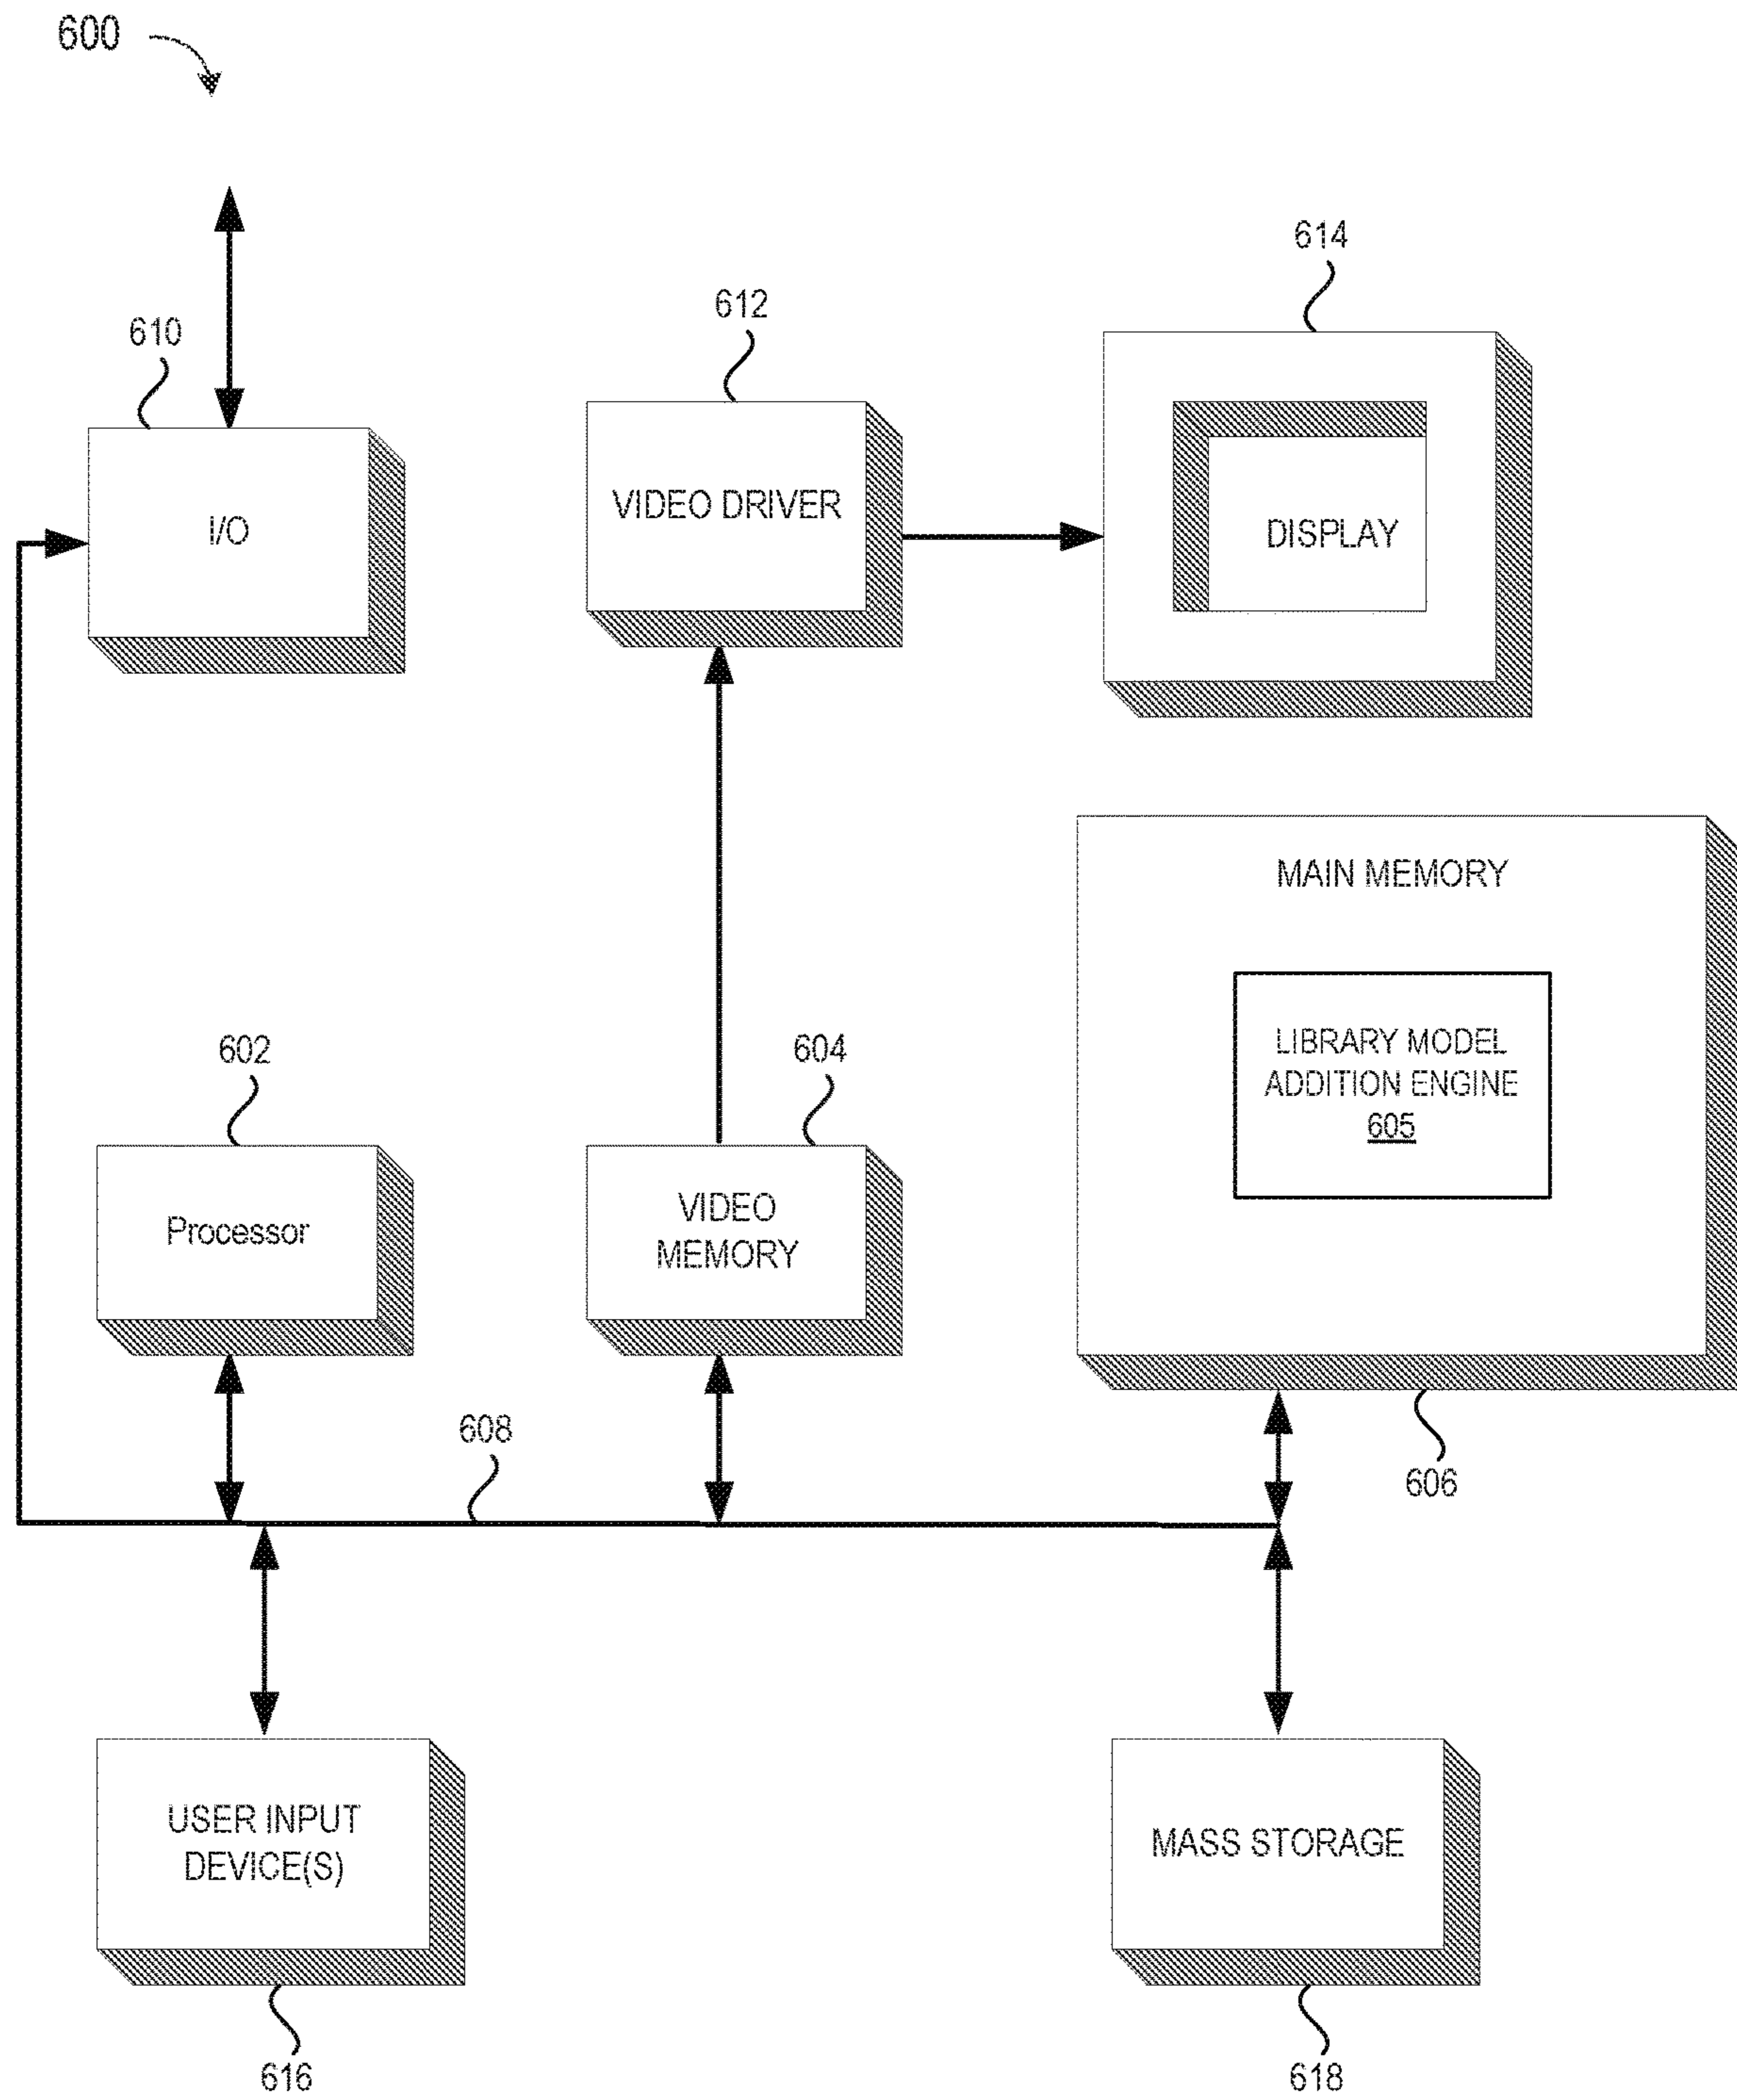 600
614
612
610
VIDEO DRIVER
I/O
DISPLAY
MAIN MEMORY
LIBRARY MODEL
ADDITION ENGINE
605
602
604
Processor
VIDEO
MEMORY
608
606
USER INPUT
DEVICE(S)
MASS STORAGE
616
618